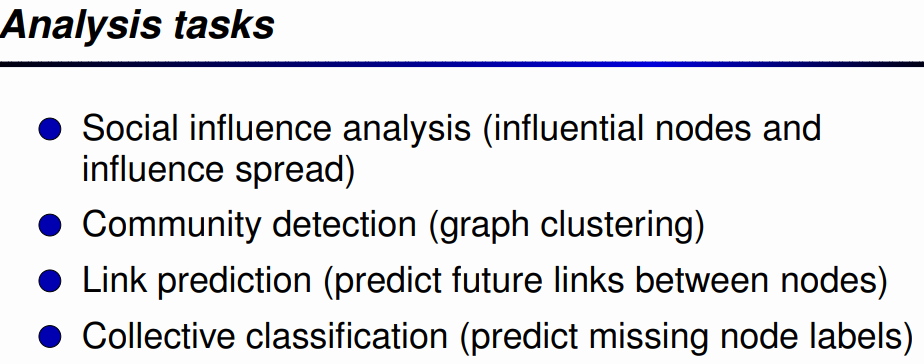 Analysis tasks
Social influence analysis (influential nodes and
influence spread)
Community detection (graph clustering)
Link prediction (predict future links between nodes)
Collective classification (predict missing node labels)